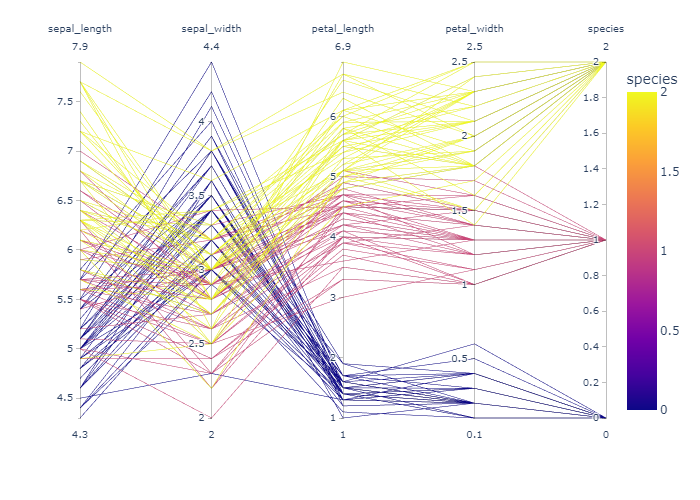 sepal_length sepal_width petal_length petal_width species
7.9 4.4 6.9 2.5 2
species
2.5 2 2
7.5 1.8
4 6 2 1.6
7 1.4
5 1.5
6.5 3.5 1.2
6 4 1 1 1
3 0.8
5.5 3 1 0.6
5 2.5 2 0.5 0.4 0.5
4.5 0.2
2 1 0 0
4.3 2 1 0.1 0